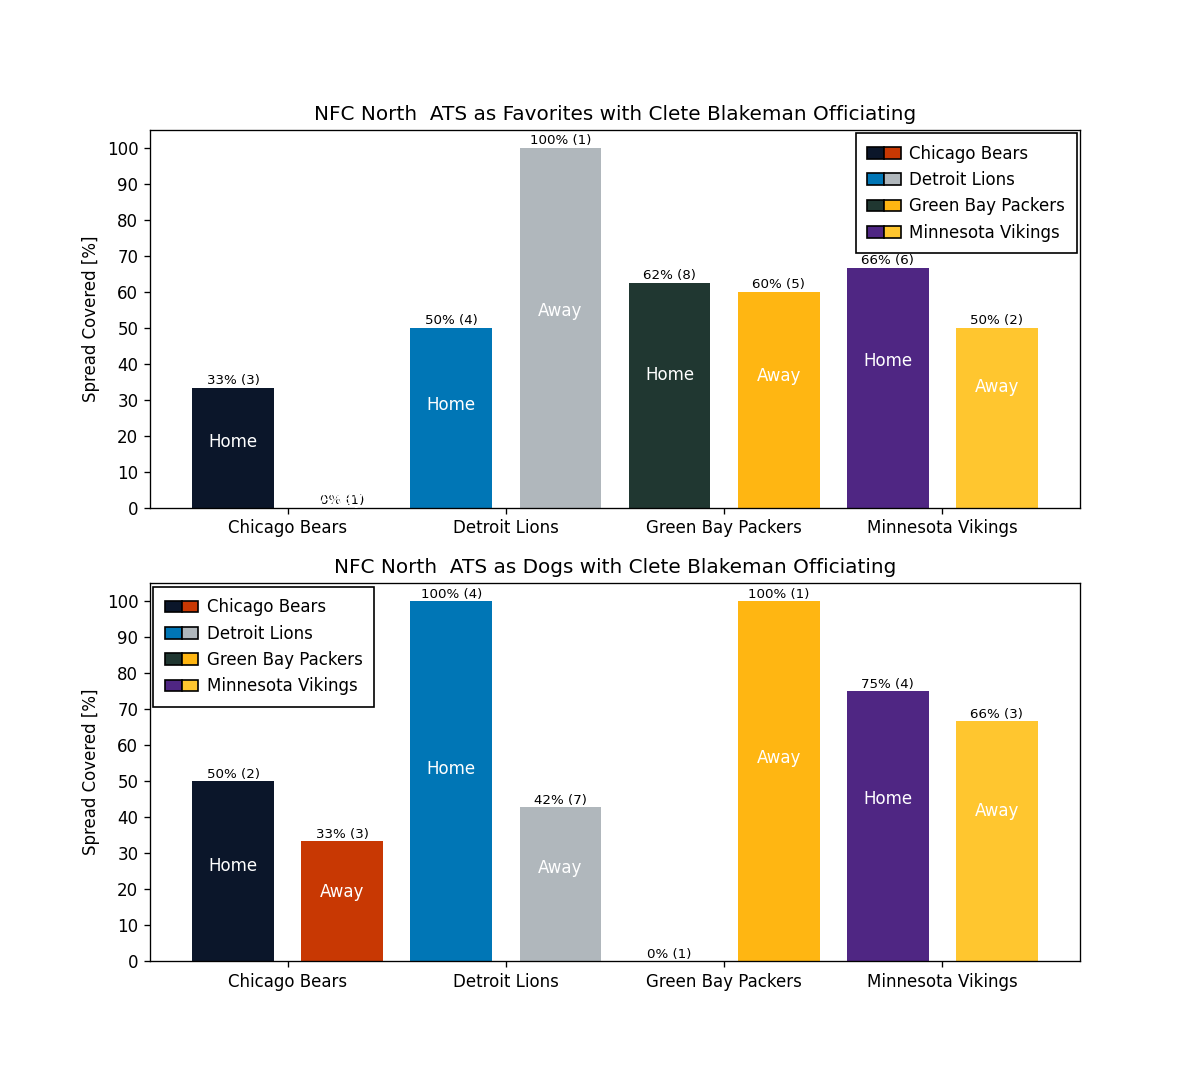 NFC North  ATS as Favorites with Clete Blakeman Officiating
Spread Covered [%]
100
90
80
70
60
50
40
30
20
10
0
33% (3)
Home
0% (1)
50% (4)
Home
100% (1)
Away
62% (8)
Home
60% (5)
Away
66% (6)
Home
50% (2)
Away
Chicago Bears
Detroit Lions
Green Bay Packers
Minnesota Vikings
Chicago Bears
Detroit Lions
Green Bay Packers
Minnesota Vikings
NFC North  ATS as Dogs with Clete Blakeman Officiating
Spread Covered [%]
100
90
80
70
60
50
40
30
20
10
0
Chicago Bears
Detroit Lions
Green Bay Packers
Minnesota Vikings
50% (2)
Home
33% (3)
Away
100% (4)
Home
42% (7)
Away
0% (1)
100% (1)
Away
75% (4)
Home
66% (3)
Away
Chicago Bears
Detroit Lions
Green Bay Packers
Minnesota Vikings